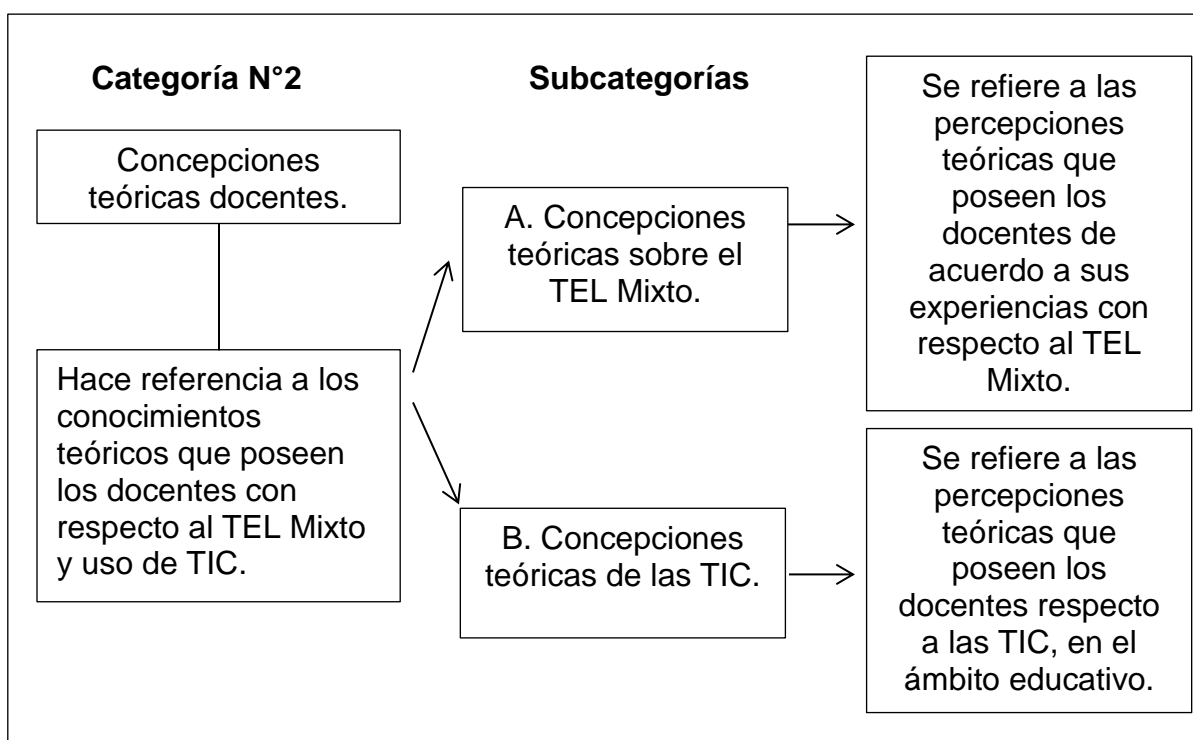 Categoría N°2
Concepciones
teóricas docentes.
Hace referencia a los
conocimientos
teóricos que poseen
los docentes con
respecto al TEL Mixto
y uso de TIC.
Subcategorías
A. Concepciones
teóricas sobre el
TEL Mixto.
Se refiere a las
percepciones
teóricas que
poseen los
docentes de
acuerdo a sus
experiencias con
respecto al TEL
Mixto.
B. Concepciones
teóricas de las TIC.
Se refiere a las
percepciones
teóricas que
poseen los
docentes respecto
a las TIC, en el
ámbito educativo.